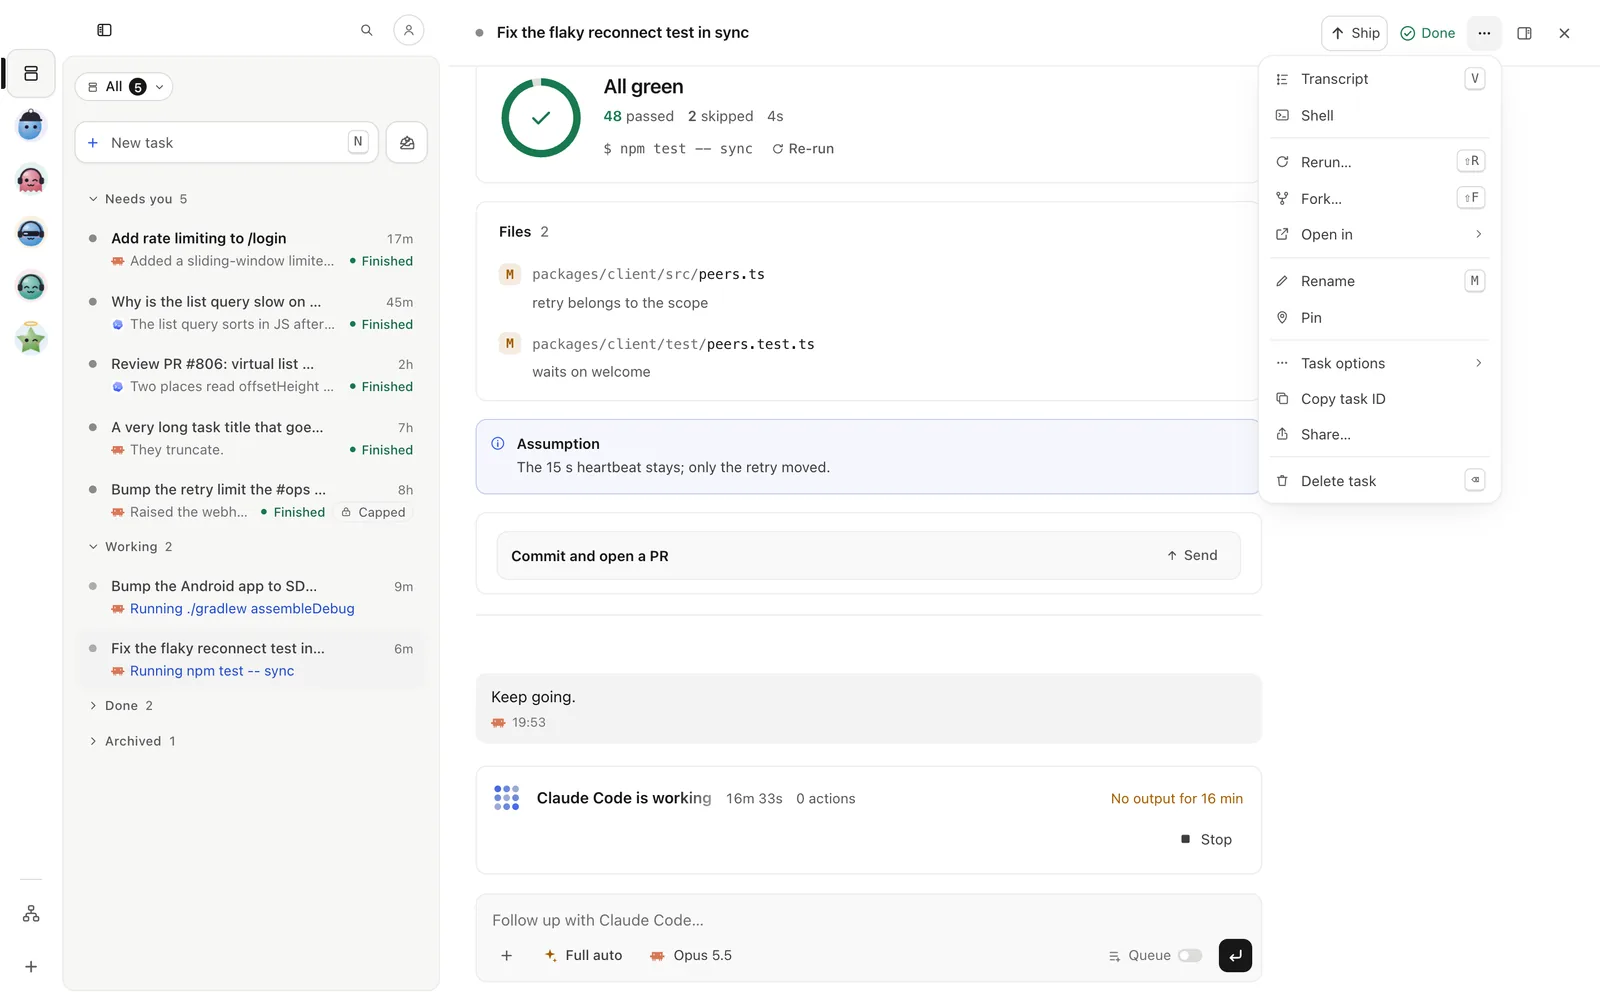 All 5
New task N
Needs you 5
Add rate limiting to /login 17m
Added a sliding-window limite... Finished
Why is the list query slow on ... 45m
The list query sorts in JS after... Finished
Review PR #806: virtual list ... 2h
Two places read offsetHeight ... Finished
A very long task title that goe... 7h
They truncate. Finished
Bump the retry limit the #ops ... 8h
Raised the webh... Finished Capped
Working 2
Bump the Android app to SD... 9m
Running ./gradlew assembleDebug
Fix the flaky reconnect test in... 6m
Running npm test -- sync
Done 2
Archived 1
Fix the flaky reconnect test in sync
Ship Done ...
All green
48 passed 2 skipped 4s
$ npm test -- sync Re-run
Files 2
M packages/client/src/peers.ts
retry belongs to the scope
M packages/client/test/peers.test.ts
waits on welcome
Assumption
The 15 s heartbeat stays; only the retry moved.
Commit and open a PR Send
Keep going.
19:53
Claude Code is working 16m 33s 0 actions No output for 16 min
Stop
Follow up with Claude Code...
Full auto Opus 5.5 Queue
Transcript V
Shell
Rerun... ⇧R
Fork... ⇧F
Open in
Rename M
Pin
Task options
Copy task ID
Share...
Delete task ⌫